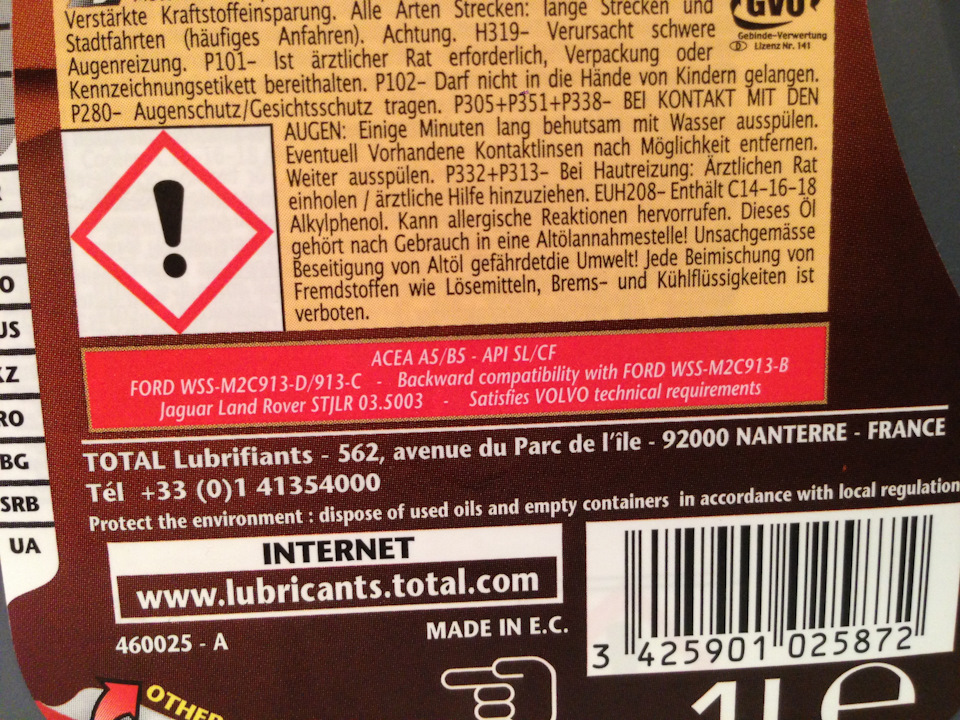 Verstärkte Kraftstoffeinsparung. Alle Arten Strecken: lange Strecken und
Stadtfahrten (häufiges Anfahren). Achtung. H319- Verursacht schwere
Augenreizung. P101- Ist ärztlicher Rat erforderlich, Verpackung oder
Kennzeichnungsetikett bereithalten. P102- Darf nicht in die Hände von Kindern gelangen.
P280- Augenschutz/Gesichtsschutz tragen. P305+P351+P338- BEI KONTAKT MIT DEN
AUGEN: Einige Minuten lang behutsam mit Wasser ausspülen.
Eventuell Vorhandene Kontaktlinsen nach Möglichkeit entfernen.
Weiter ausspülen. P332+P313- Bei Hautreizung: Ärztlichen Rat
einholen / ärztliche Hilfe hinzuziehen. EUH208- Enthält C14-16-18
Alkylphenol. Kann allergische Reaktionen hervorrufen. Dieses Öl
gehört nach Gebrauch in eine Altölannahmestelle! Unsachgemässe
Beseitigung von Altöl gefährdetdie Umwelt! Jede Beimischung von
Fremdstoffen wie Lösemitteln, Brems- und Kühlflüssigkeiten ist
verboten.
GVÖ
Gebinde-Verwertung
D Lizenz Nr. 141
ACEA A5/B5 - API SL/CF
FORD WSS-M2C913-D/913-C - Backward compatibility with FORD WSS-M2C913-B
Jaguar Land Rover STJLR 03.5003 - Satisfies VOLVO technical requirements
TOTAL Lubrifiants - 562, avenue du Parc de l'île - 92000 NANTERRE - FRANCE
Tél +33 (0)1 41354000
Protect the environment : dispose of used oils and empty containers in accordance with local regulation
INTERNET
www.lubricants.total.com
460025 - A
MADE IN E.C.
3 425901 025872
1L e
OTHER
O
US
KZ
RO
BG
SRB
UA